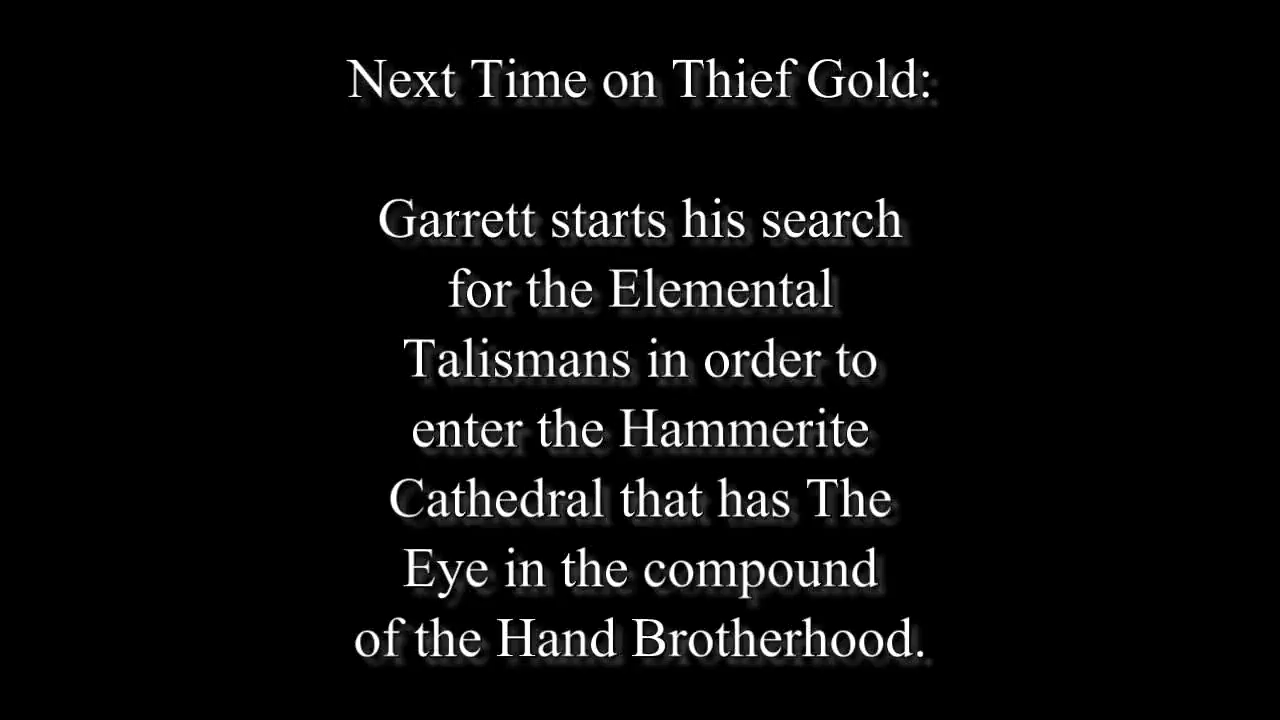 Next Time on Thief Gold:
Garrett starts his search
for the Elemental
Talismans in order to
enter the Hammerite
Cathedral that has The
Eye in the compound
of the Hand Brotherhood.